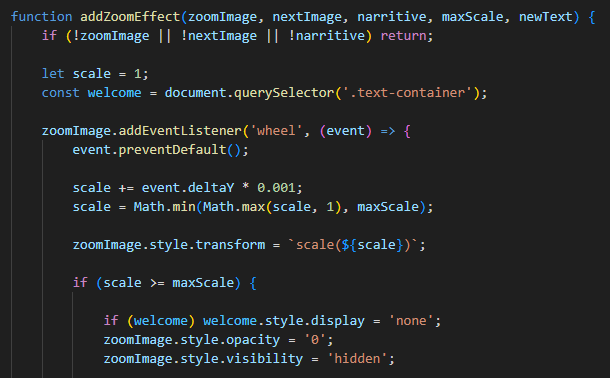 function addZoomEffect(zoomImage, nextImage, narritive, maxScale, newText) {
if (!zoomImage || !nextImage || !narritive) return;
let scale = 1;
const welcome = document.querySelector('.text-container');
zoomImage.addEventListener('wheel', (event) => {
event.preventDefault();
scale += event.deltaY * 0.001;
scale = Math.min(Math.max(scale, 1), maxScale);
zoomImage.style.transform = `scale(${scale})`;
if (scale >= maxScale) {
if (welcome) welcome.style.display = 'none';
zoomImage.style.opacity = '0';
zoomImage.style.visibility = 'hidden';